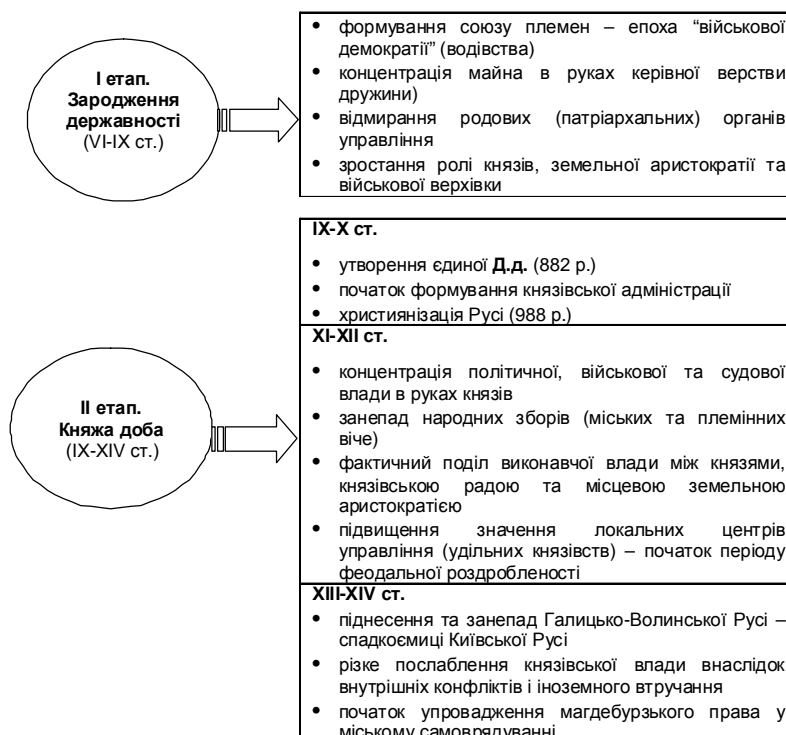 І етап.
Зародження
державності
(VI-IX ст.)
• формування союзу племен – епоха “військової
демократії” (водівства)
• концентрація майна в руках керівної верстви
дружини)
• відмирання родових (патріархальних) органів
управління
• зростання ролі князів, земельної аристократії та
військової верхівки
ІІ етап.
Княжа доба
(IX-XIV ст.)
IX-X ст.
• утворення єдиної Д.д. (882 р.)
• початок формування князівської адміністрації
• християнізація Русі (988 р.)
XI-XII ст.
• концентрація політичної, військової та судової
влади в руках князів
• занепад народних зборів (міських та племінних
віче)
• фактичний поділ виконавчої влади між князями,
князівською радою та місцевою земельною
аристократією
• підвищення значення локальних центрів
управління (удільних князівств) – початок періоду
феодальної роздробленості
XIII-XIV ст.
• піднесення та занепад Галицько-Волинської Русі –
спадкоємиці Київської Русі
• різке послаблення князівської влади внаслідок
внутрішніх конфліктів і іноземного втручання
• початок упровадження магдебурзького права у
міському самоврядуванні